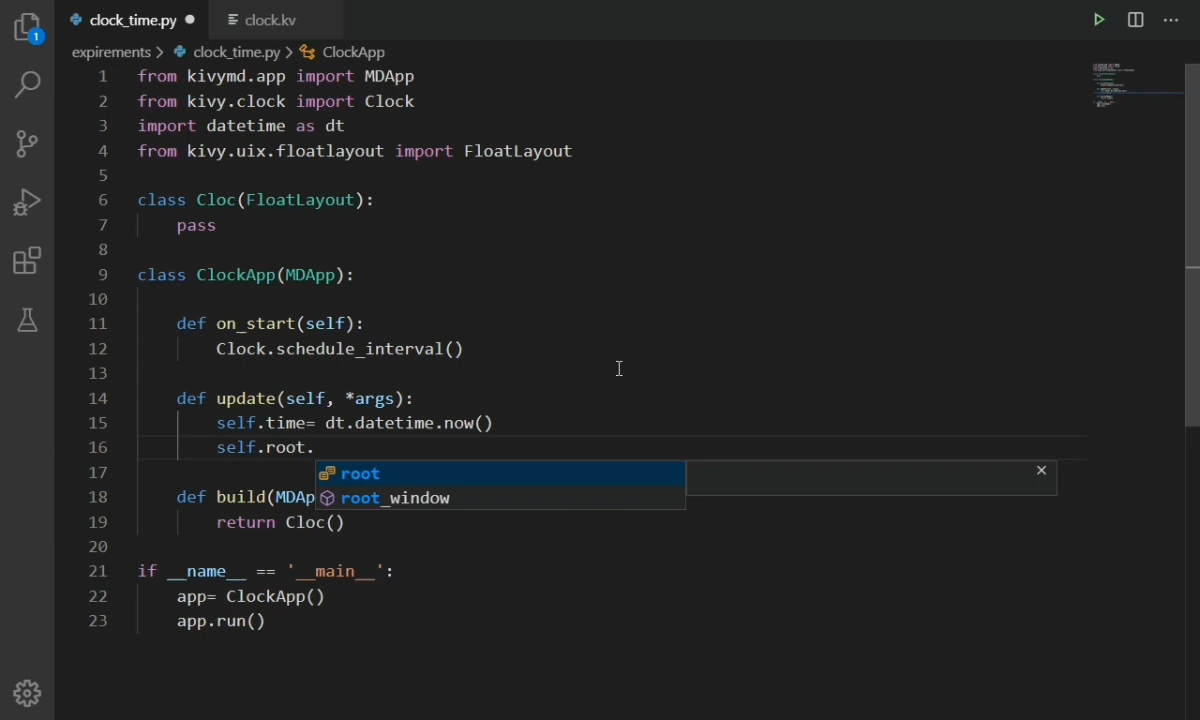 clock_time.py
clock.kv
1
expirements > clock_time.py > ClockApp
1 from kivymd.app import MDApp
2 from kivy.clock import Clock
3 import datetime as dt
4 from kivy.uix.floatlayout import FloatLayout
5
6 class Cloc(FloatLayout):
7 pass
8
9 class ClockApp(MDApp):
10
11 def on_start(self):
12 Clock.schedule_interval()
13
14 def update(self, *args):
15 self.time= dt.datetime.now()
16 self.root.
17 root
18 def build(MDAp root_window
19 return Cloc()
20
21 if __name__ == '__main__':
22 app= ClockApp()
23 app.run()